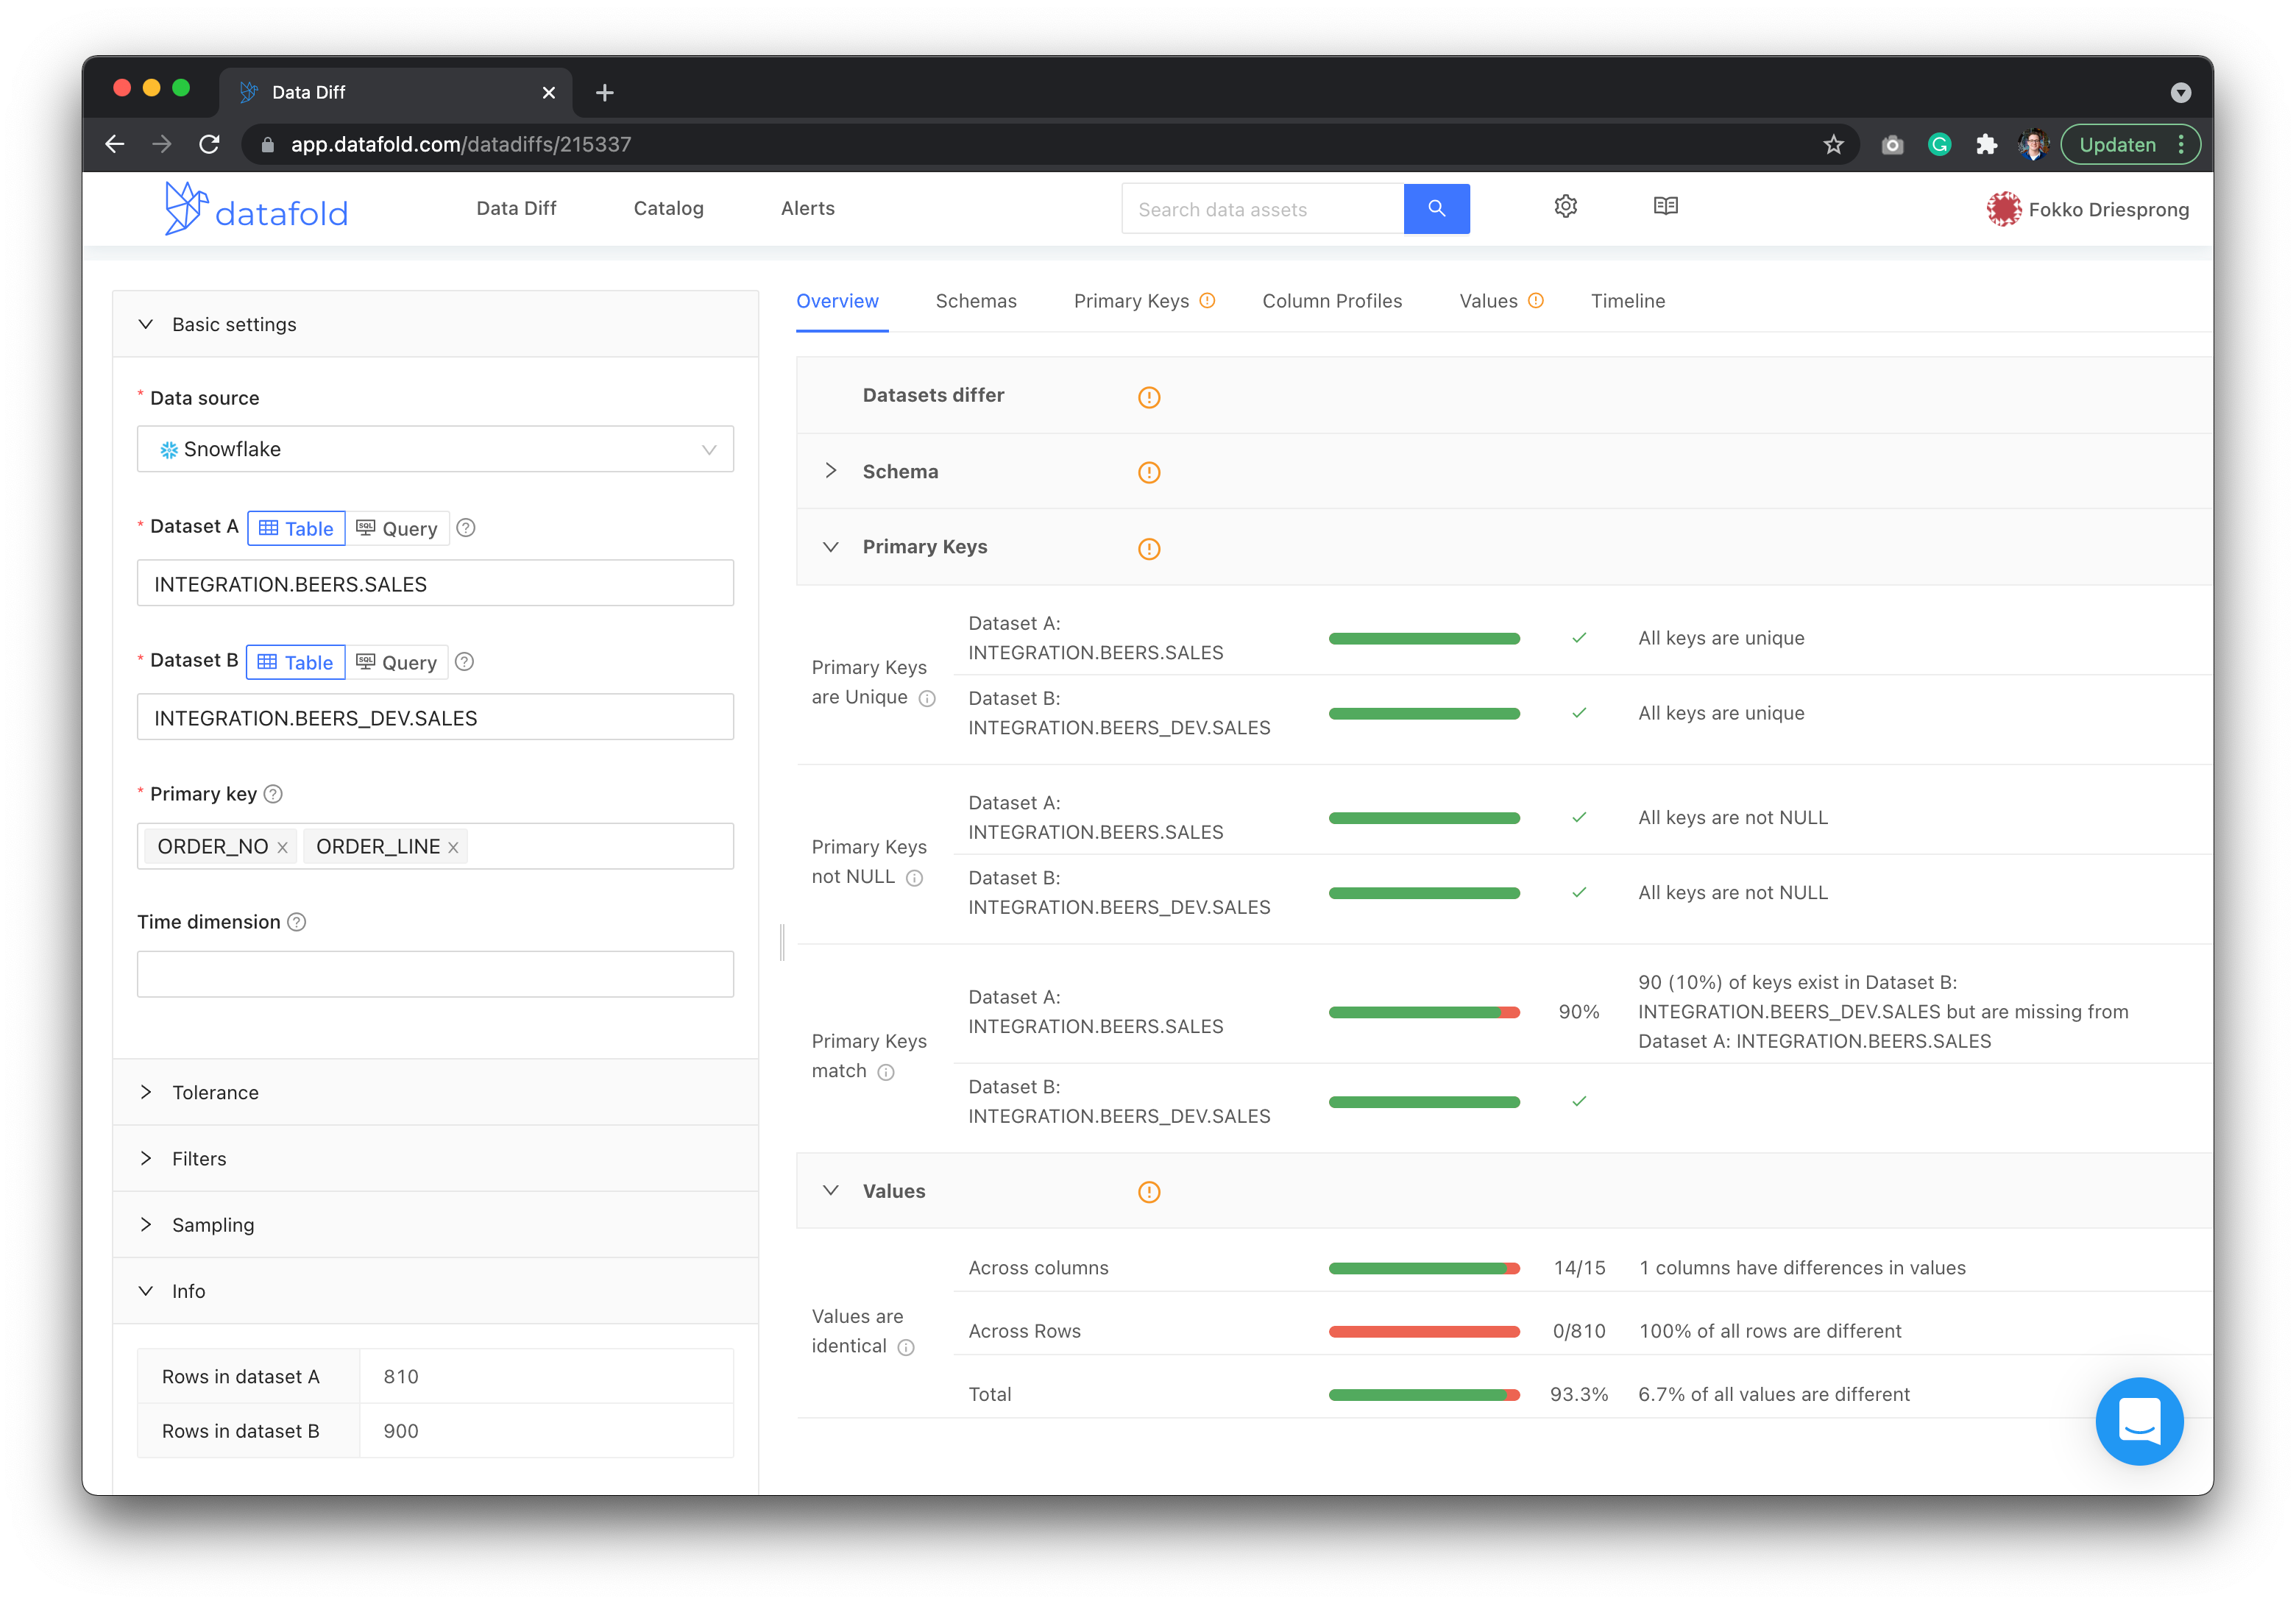 Data Diff
app.datafold.com/datadiffs/215337
Updaten
datafold
Data Diff
Catalog
Alerts
Search data assets
Fokko Driesprong
Basic settings
* Data source
Snowflake
* Dataset A
Table
SQL
Query
INTEGRATION.BEERS.SALES
* Dataset B
Table
SQL
Query
INTEGRATION.BEERS_DEV.SALES
* Primary key
ORDER_NO
ORDER_LINE
Time dimension
Tolerance
Filters
Sampling
Info
Rows in dataset A 810
Rows in dataset B 900
Overview
Schemas
Primary Keys
Column Profiles
Values
Timeline
Datasets differ
Schema
Primary Keys
Primary Keys
are Unique
Dataset A:
INTEGRATION.BEERS.SALES
All keys are unique
Dataset B:
INTEGRATION.BEERS_DEV.SALES
All keys are unique
Primary Keys
not NULL
Dataset A:
INTEGRATION.BEERS.SALES
All keys are not NULL
Dataset B:
INTEGRATION.BEERS_DEV.SALES
All keys are not NULL
Primary Keys
match
Dataset A:
INTEGRATION.BEERS.SALES
90%
90 (10%) of keys exist in Dataset B:
INTEGRATION.BEERS_DEV.SALES but are missing from
Dataset A: INTEGRATION.BEERS.SALES
Dataset B:
INTEGRATION.BEERS_DEV.SALES
Values
Values are
identical
Across columns 14/15 1 columns have differences in values
Across Rows 0/810 100% of all rows are different
Total 93.3% 6.7% of all values are different